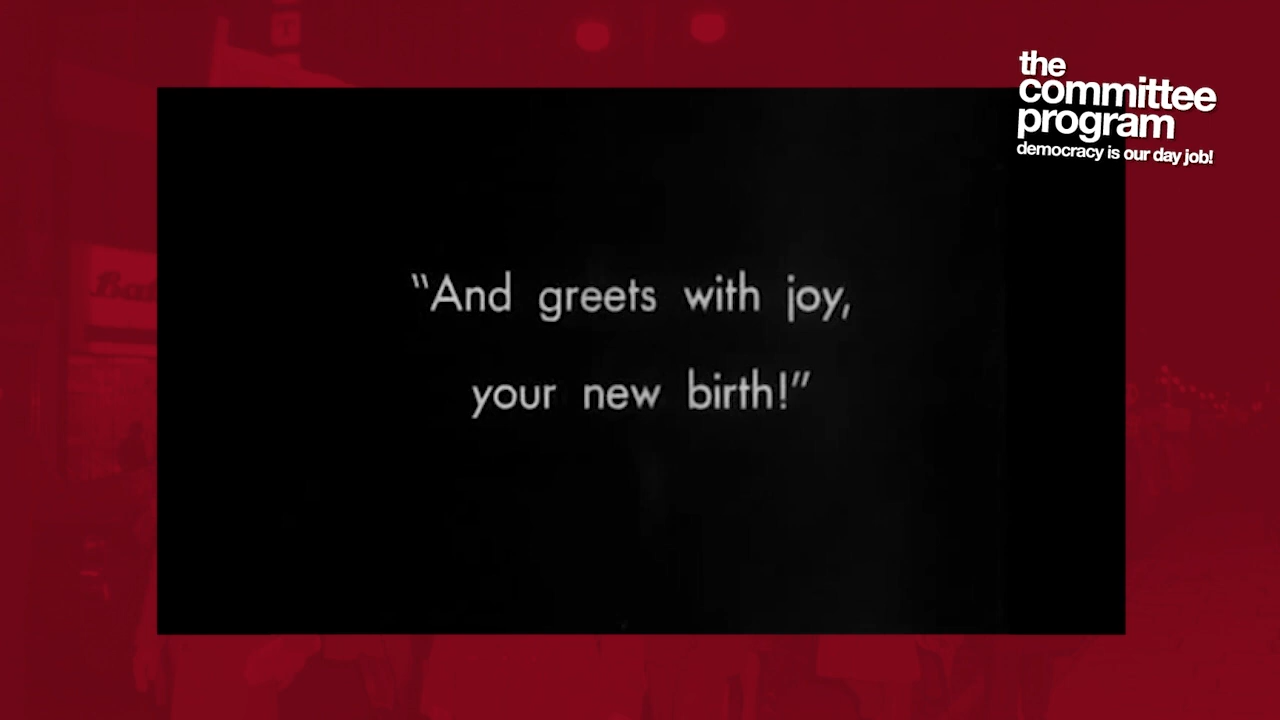 the
committee
program
democracy is our day job!
“And greets with joy,
your new birth!”